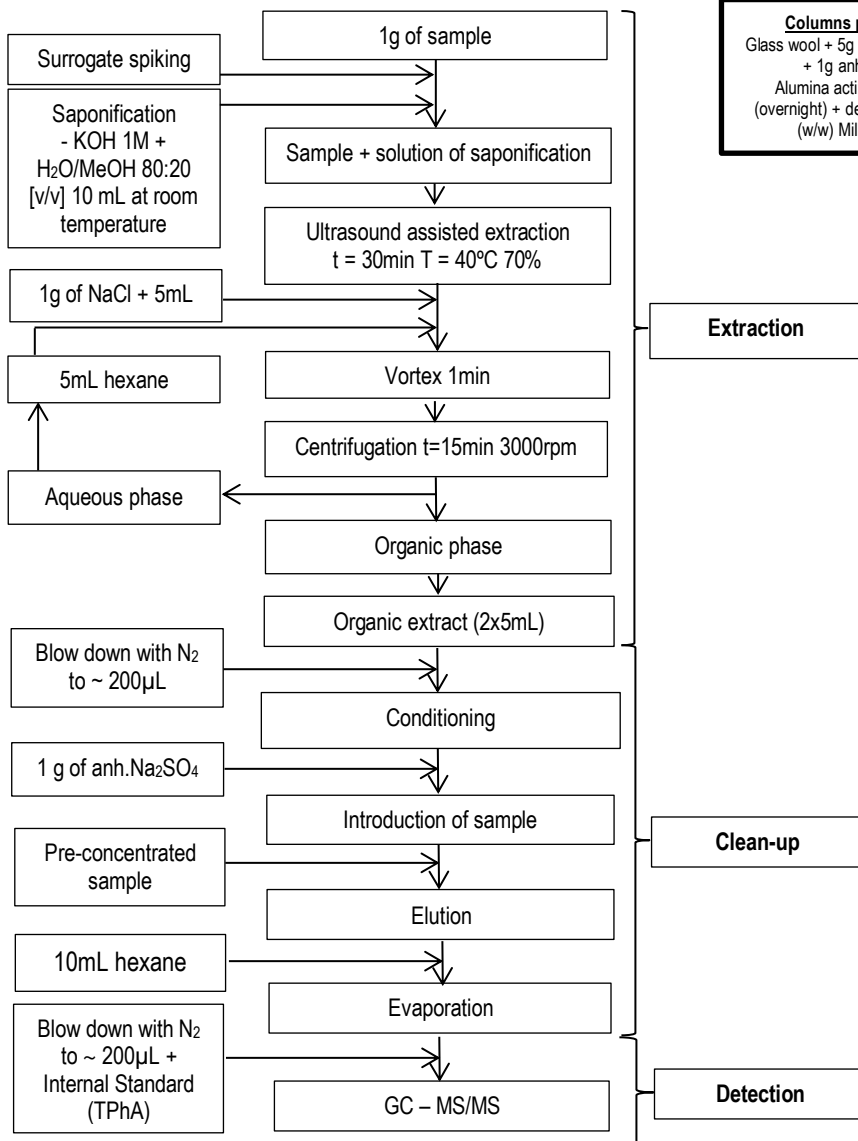 1g of sample
Surrogate spiking
Saponification
- KOH 1M +
H₂O/MeOH 80:20
[v/v] 10 mL at room
temperature
Sample + solution of saponification
Ultrasound assisted extraction
t = 30min T = 40ºC 70%
1g of NaCl + 5mL
5mL hexane
Vortex 1min
Centrifugation t=15min 3000rpm
Aqueous phase
Organic phase
Organic extract (2x5mL)
Extraction
Blow down with N₂
to ~ 200µL
Conditioning
1 g of anh.Na₂SO₄
Introduction of sample
Pre-concentrated
sample
Elution
10mL hexane
Evaporation
Clean-up
Blow down with N₂
to ~ 200µL +
Internal Standard
(TPhA)
GC – MS/MS
Detection
Columns
Glass wool + 5g
+ 1g
Alumina
(overnight) +
(w/w)